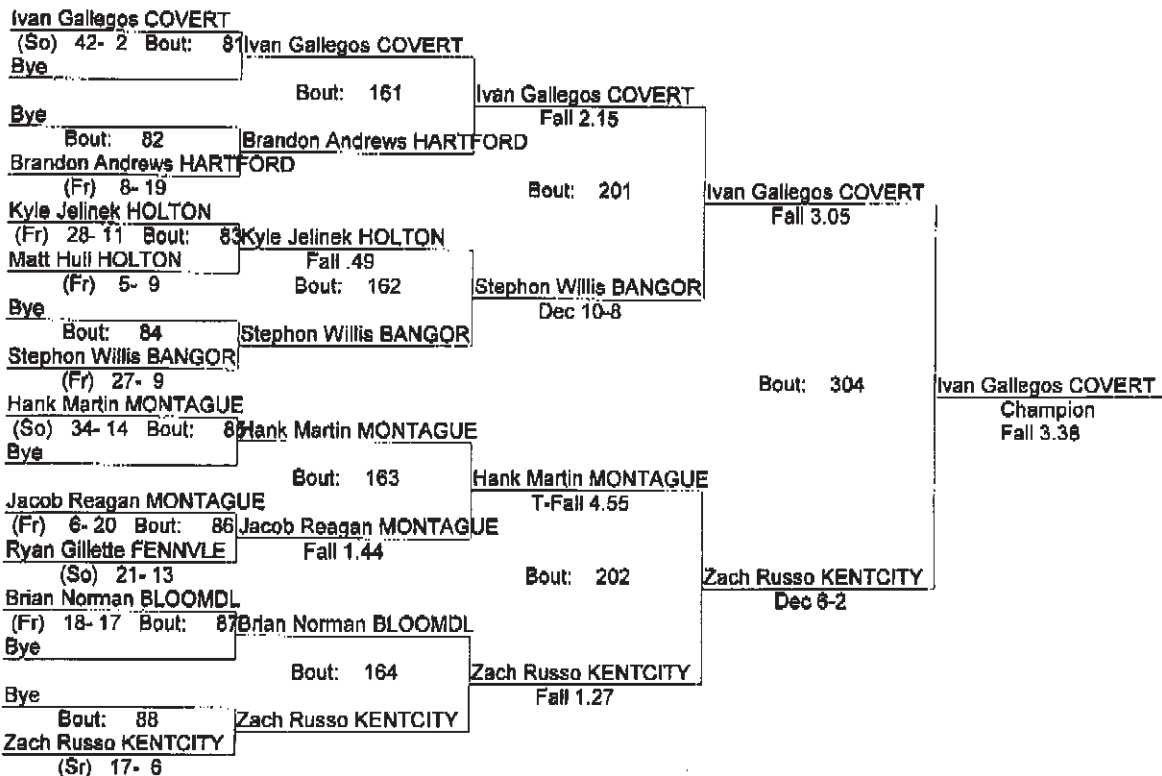 Ivan Gallegos COVERT
(So) 42- 2 Bout: 81
Bye
Ivan Gallegos COVERT
Bout: 161
Bye
Bout: 82
Brandon Andrews HARTFORD
Brandon Andrews HARTFORD
(Fr) 8- 19
Ivan Gallegos COVERT
Fall 2.15
Bout: 201
Kyle Jelinek HOLTON
(Fr) 28- 11 Bout: 83
Matt Hull HOLTON
(Fr) 5- 9
Kyle Jelinek HOLTON
Fall .49
Bout: 162
Bye
Bout: 84
Stephon Willis BANGOR
Stephon Willis BANGOR
(Fr) 27- 9
Stephon Willis BANGOR
Dec 10-8
Ivan Gallegos COVERT
Fall 3.05
Bout: 304
Hank Martin MONTAGUE
(So) 34- 14 Bout: 85
Bye
Hank Martin MONTAGUE
Bout: 163
Jacob Reagan MONTAGUE
(Fr) 6- 20 Bout: 86
Ryan Gillette FENNVLE
(So) 21- 13
Jacob Reagan MONTAGUE
Fall 1.44
Hank Martin MONTAGUE
T-Fall 4.55
Bout: 202
Brian Norman BLOOMDL
(Fr) 18- 17 Bout: 87
Bye
Brian Norman BLOOMDL
Bout: 164
Bye
Bout: 88
Zach Russo KENTCITY
Zach Russo KENTCITY
(Sr) 17- 6
Zach Russo KENTCITY
Fall 1.27
Zach Russo KENTCITY
Dec 6-2
Ivan Gallegos COVERT
Champion
Fall 3.38